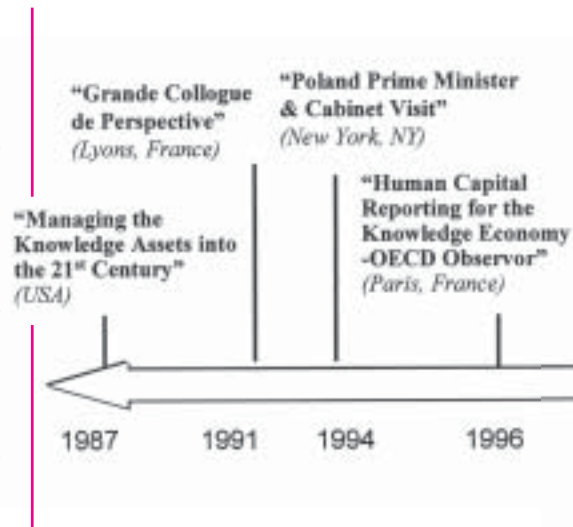 “Grande Collogue
de Perspective”
(Lyons, France)
“Poland Prime Minister
& Cabinet Visit”
(New York, NY)
“Managing the
Knowledge Assets into
the 21st Century”
(USA)
“Human Capital
Reporting for the
Knowledge Economy
-OECD Observor”
(Paris, France)
1987
1991
1994
1996